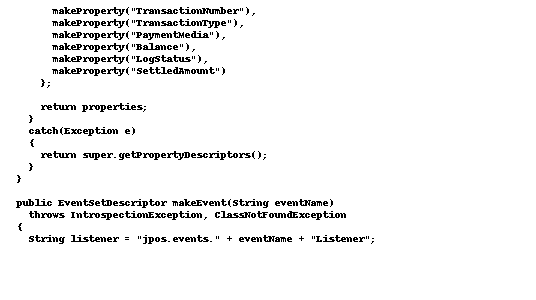 makeProperty("TransactionNumber"),
      makeProperty("TransactionType"),
      makeProperty("PaymentMedia"),
      makeProperty("Balance"),
      makeProperty("LogStatus"),
      makeProperty("SettledAmount")
    };

    return properties;
  }
  catch(Exception e)
  {
    return super.getPropertyDescriptors();
  }
}

public EventSetDescriptor makeEvent(String eventName)
  throws IntrospectionException, ClassNotFoundException
{
  String listener = "jpos.events." + eventName + "Listener";